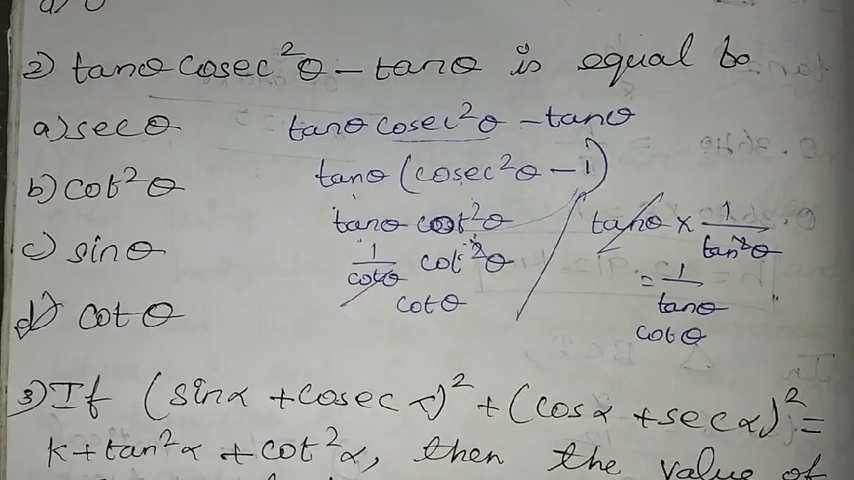 2) tanθ cosec²θ – tanθ is equal to
a) secθ
b) cot²θ
c) sinθ
d) cotθ
tanθ cosec²θ – tanθ
tanθ (cosec²θ – 1)
tanθ cot²θ
1/cotθ cot²θ
cotθ
tanθ × 1/tan²θ
= 1/tanθ
cotθ
3) If (sinα + cosec α)² + (cosα + secα)² =
k + tan²α + cot²α, then the value of